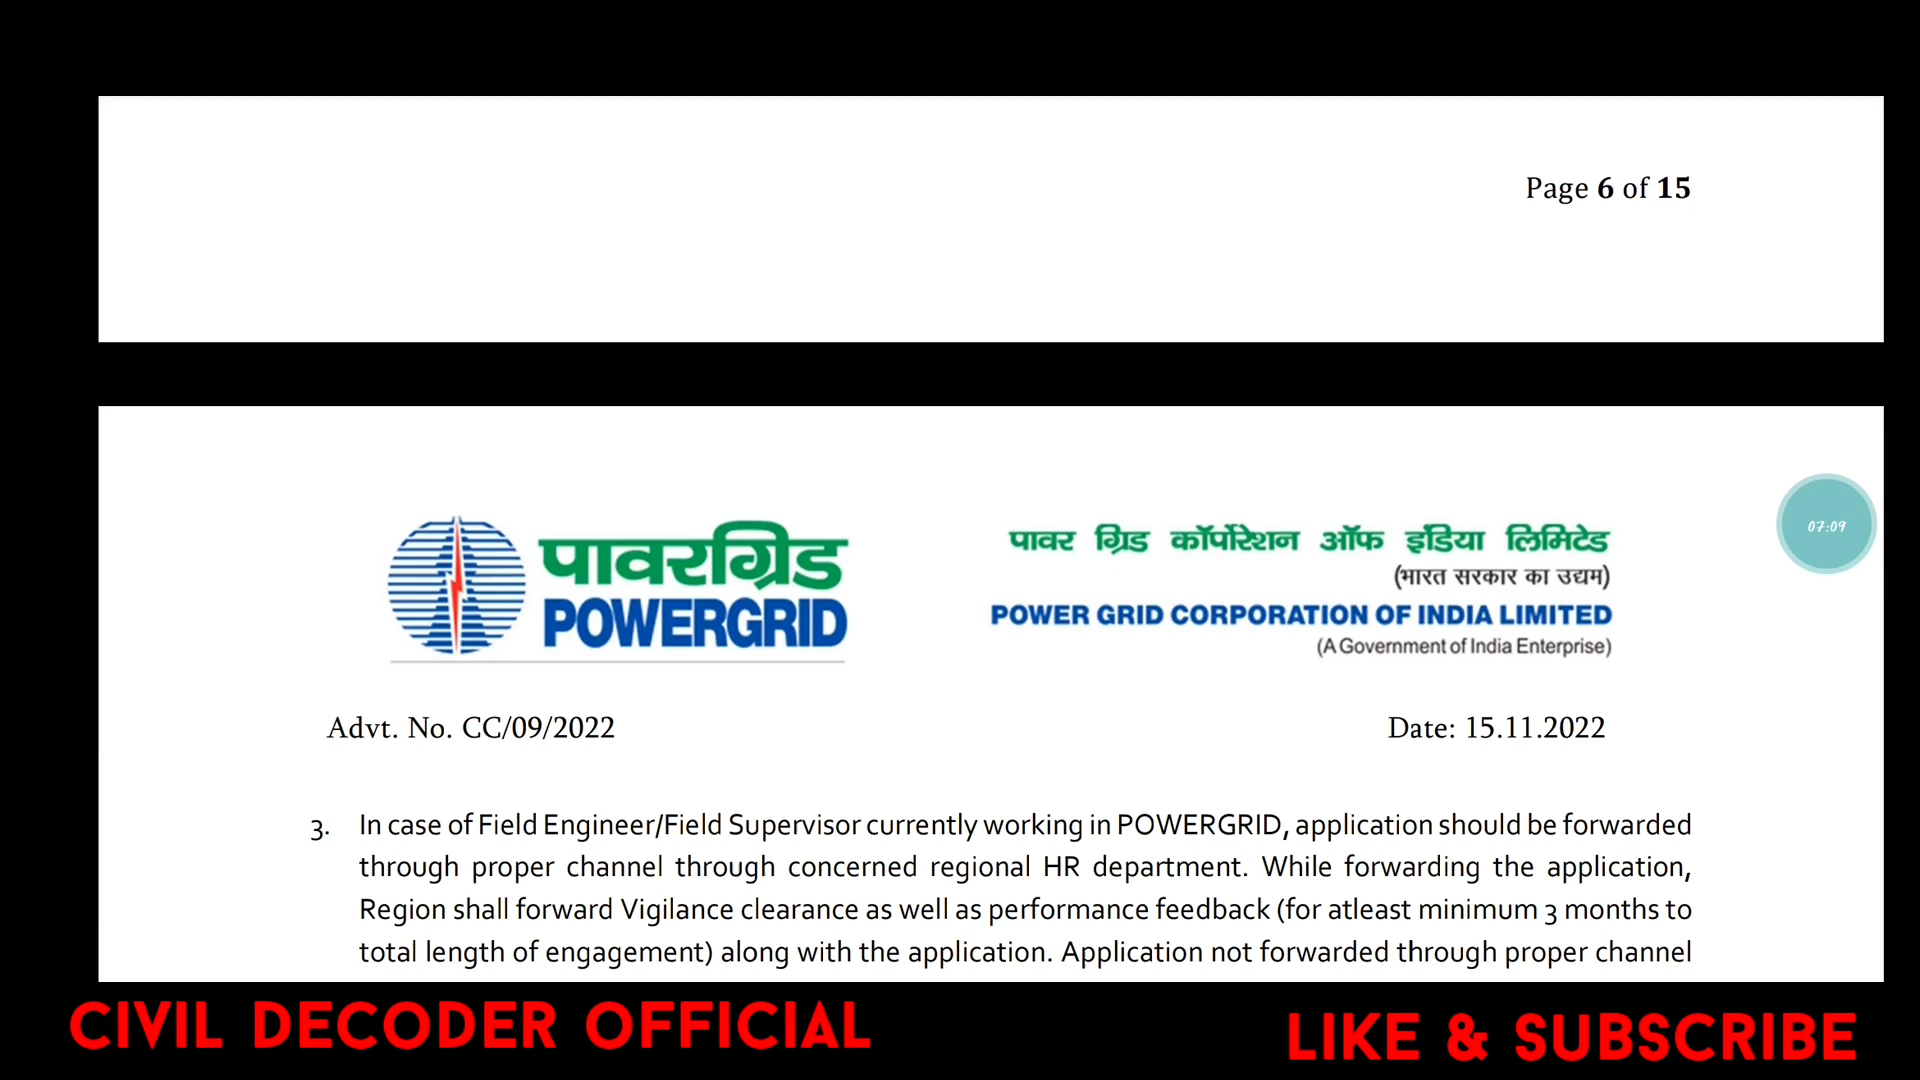 Page 6 of 15
पावरग्रिड
POWERGRID
पावर ग्रिड कॉर्पोरेशन ऑफ इंडिया लिमिटेड
(भारत सरकार का उद्यम)
POWER GRID CORPORATION OF INDIA LIMITED
(A Government of India Enterprise)
07:09
Advt. No. CC/09/2022 Date: 15.11.2022
3. In case of Field Engineer/Field Supervisor currently working in POWERGRID, application should be forwarded
through proper channel through concerned regional HR department. While forwarding the application,
Region shall forward Vigilance clearance as well as performance feedback (for atleast minimum 3 months to
total length of engagement) along with the application. Application not forwarded through proper channel
CIVIL DECODER OFFICIAL
LIKE & SUBSCRIBE